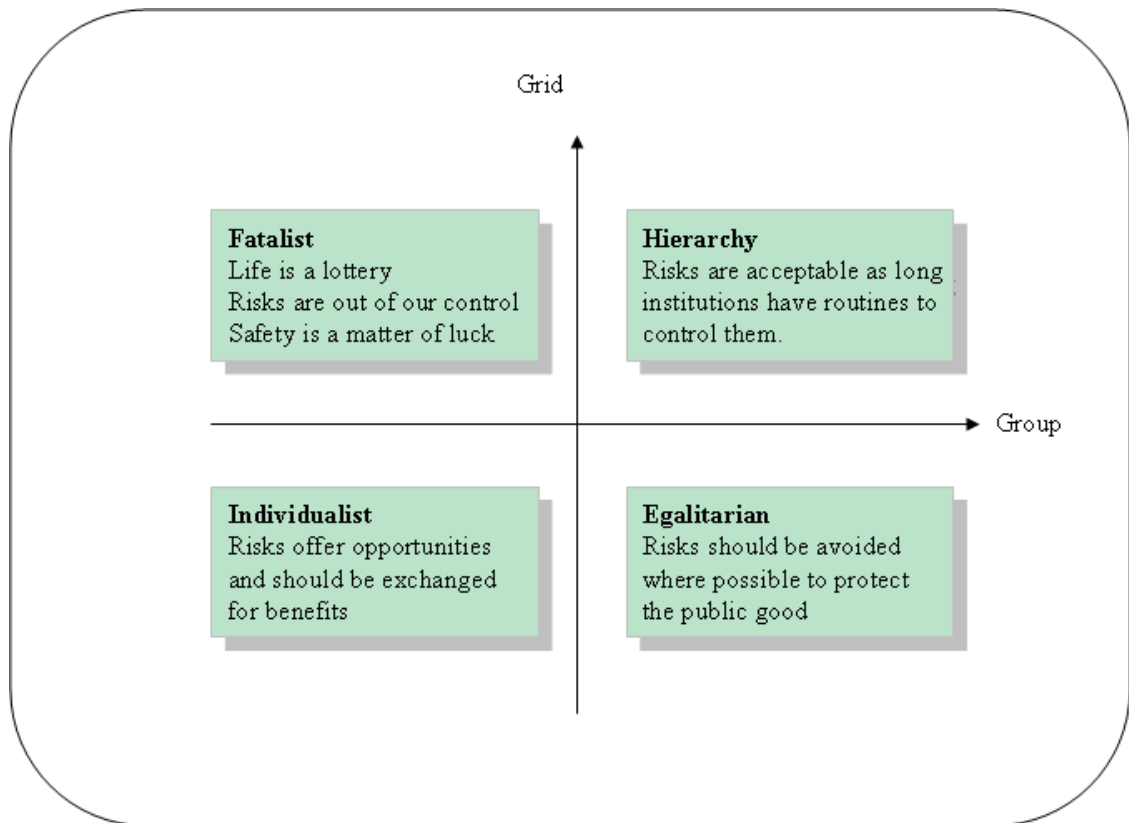 Grid
Fatalist
Life is a lottery
Risks are out of our control
Safety is a matter of luck
Hierarchy
Risks are acceptable as long
institutions have routines to
control them.
Group
Individualist
Risks offer opportunities
and should be exchanged
for benefits
Egalitarian
Risks should be avoided
where possible to protect
the public good